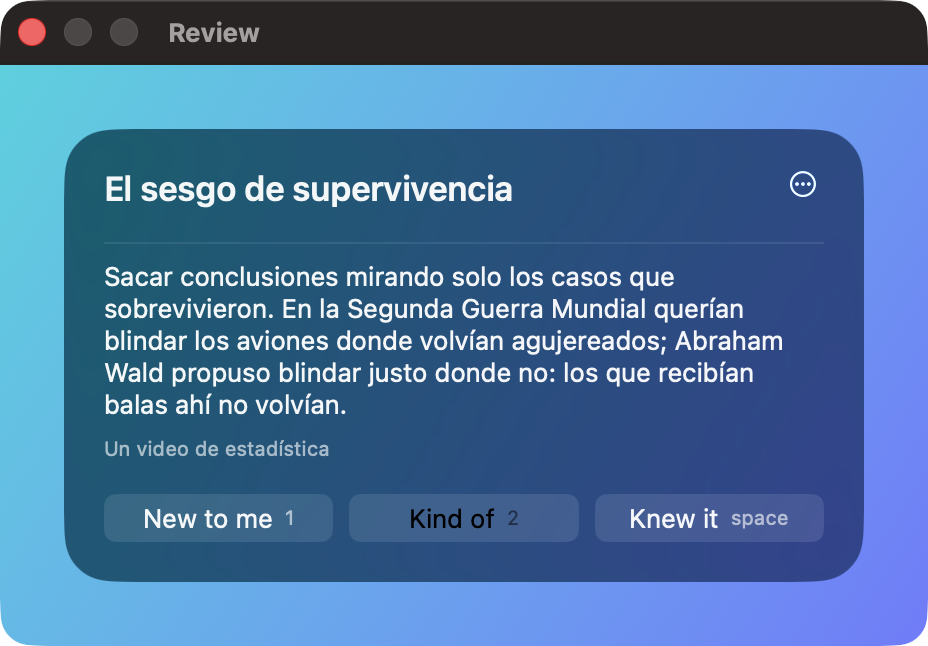 Review
El sesgo de supervivencia
Sacar conclusiones mirando solo los casos que
sobrevivieron. En la Segunda Guerra Mundial querían
blindar los aviones donde volvían agujereados; Abraham
Wald propuso blindar justo donde no: los que recibían
balas ahí no volvían.
Un video de estadística
New to me 1
Kind of 2
Knew it space